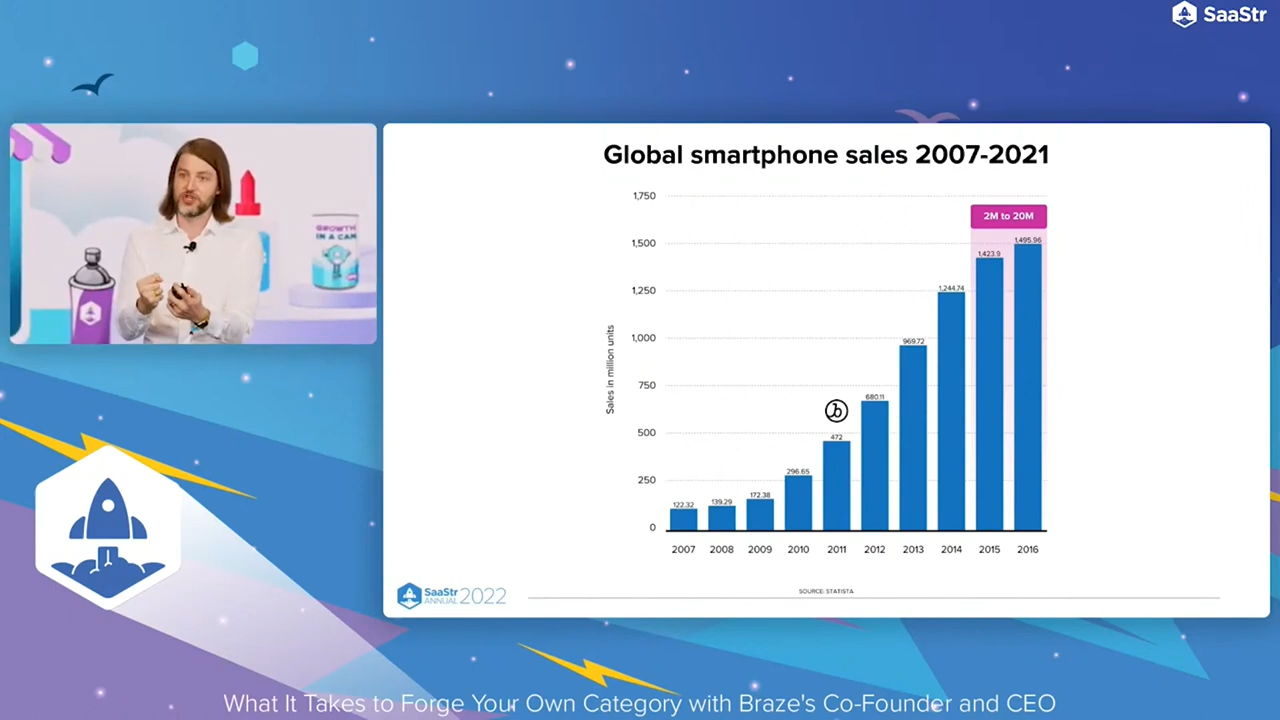 SaaStr
GROWTH
IN A CAN
Global smartphone sales 2007-2021
Sales in million units
1,750
1,500
1,250
1,000
750
500
250
0
2M to 20M
122.32
139.29
172.38
296.65
b
472
680.11
969.72
1,244.74
1,423.9
1,495.96
2007 2008 2009 2010 2011 2012 2013 2014 2015 2016
SaaStr
ANNUAL 2022
SOURCE: STATISTA
What It Takes to Forge Your Own Category with Braze's Co-Founder and CEO